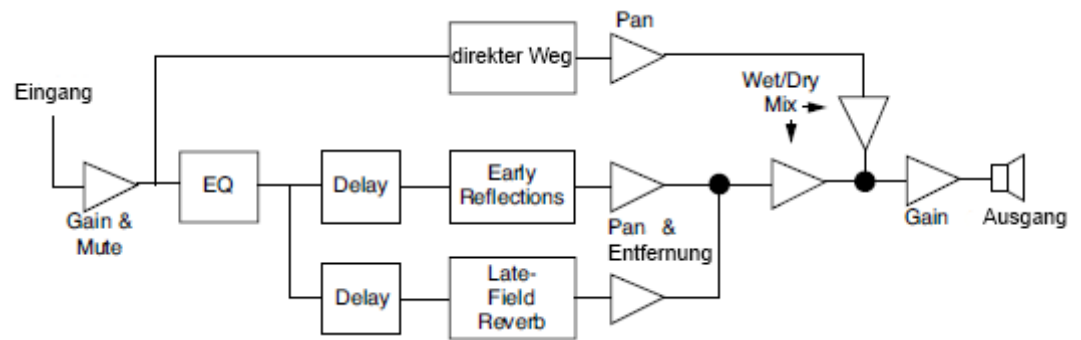 Pan
direkter Weg
Eingang
Wet/Dry
Mix
EQ
Delay
Early
Reflections
Gain &
Mute
Pan &
Entfernung
Gain
Ausgang
Delay
Late-
Field
Reverb